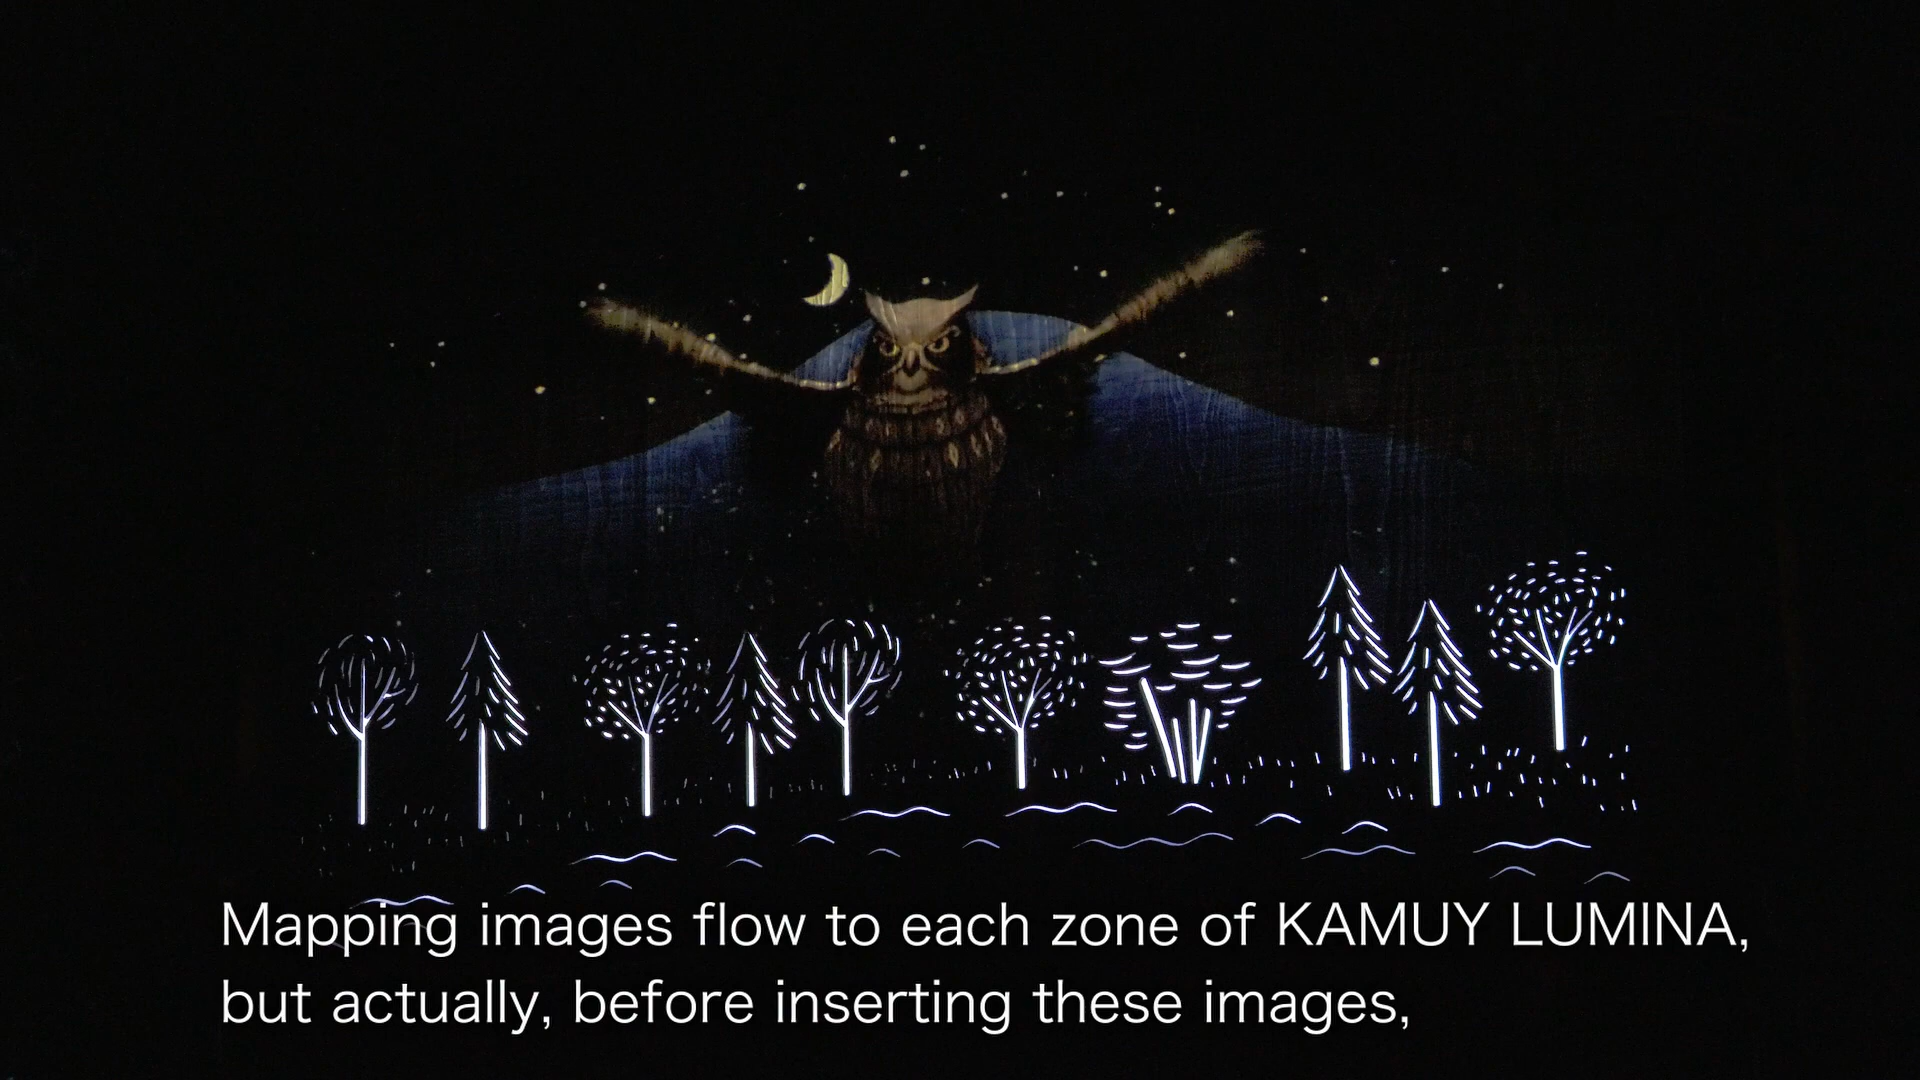 Mapping images flow to each zone of KAMUY LUMINA,
but actually, before inserting these images,